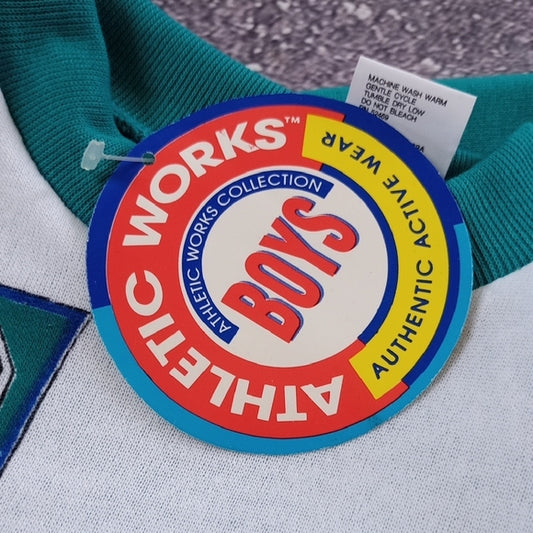 ATHLETIC WORKS™
ATHLETIC WORKS COLLECTION
BOYS
AUTHENTIC ACTIVE WEAR
MACHINE WASH WARM
GENTLE CYCLE
TUMBLE DRY LOW
DO NOT BLEACH